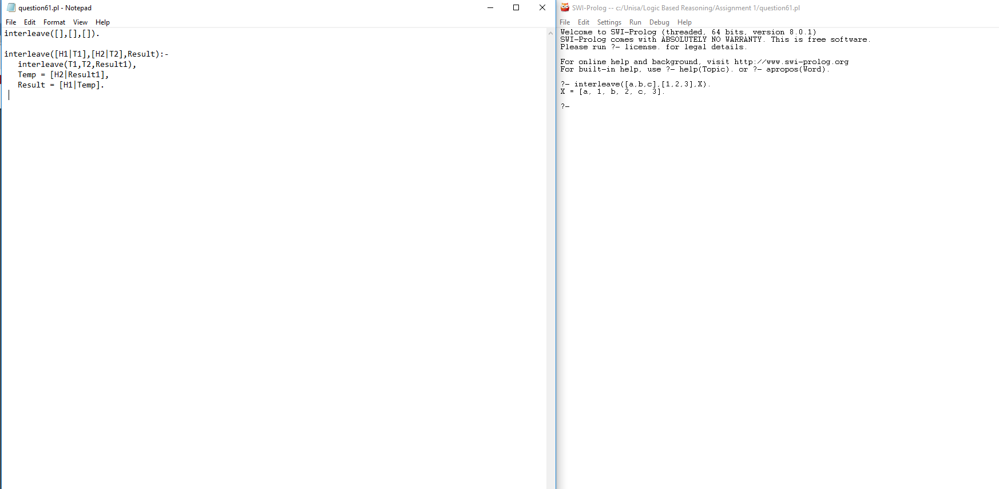 question61.pl - Notepad
File Edit Format View Help
interleave([],[],[]).
interleave([H1|T1],[H2|T2],Result):-
interleave(T1,T2,Result1),
Temp = [H2|Result1],
Result = [H1|Temp].
SWI-Prolog -- c:/Unisa/Logic Based Reasoning/Assignment 1/question61.pl
File Edit Settings Run Debug Help
Welcome to SWI-Prolog (threaded, 64 bits, version 8.0.1)
SWI-Prolog comes with ABSOLUTELY NO WARRANTY. This is free software.
Please run ?- license. for legal details.
For online help and background, visit http://www.swi-prolog.org
For built-in help, use ?- help(Topic). or ?- apropos(Word).
?- interleave([a,b,c],[1,2,3],X).
X = [a, 1, b, 2, c, 3].
?-